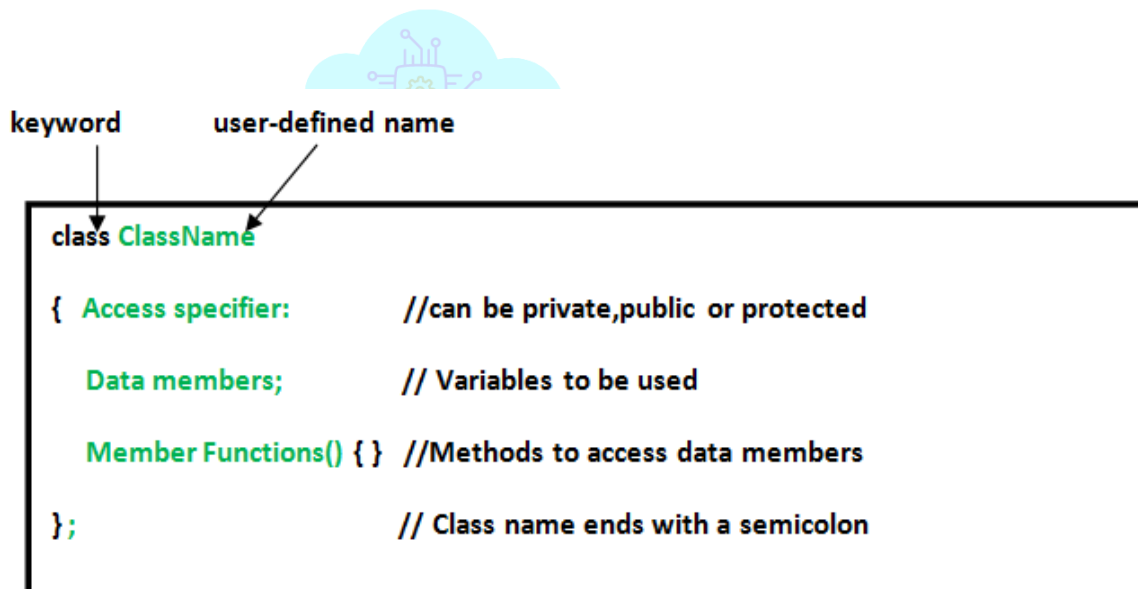 keyword user-defined name
class ClassName
{ Access specifier: //can be private,public or protected
Data members; // Variables to be used
Member Functions() { } //Methods to access data members
} ; // Class name ends with a semicolon